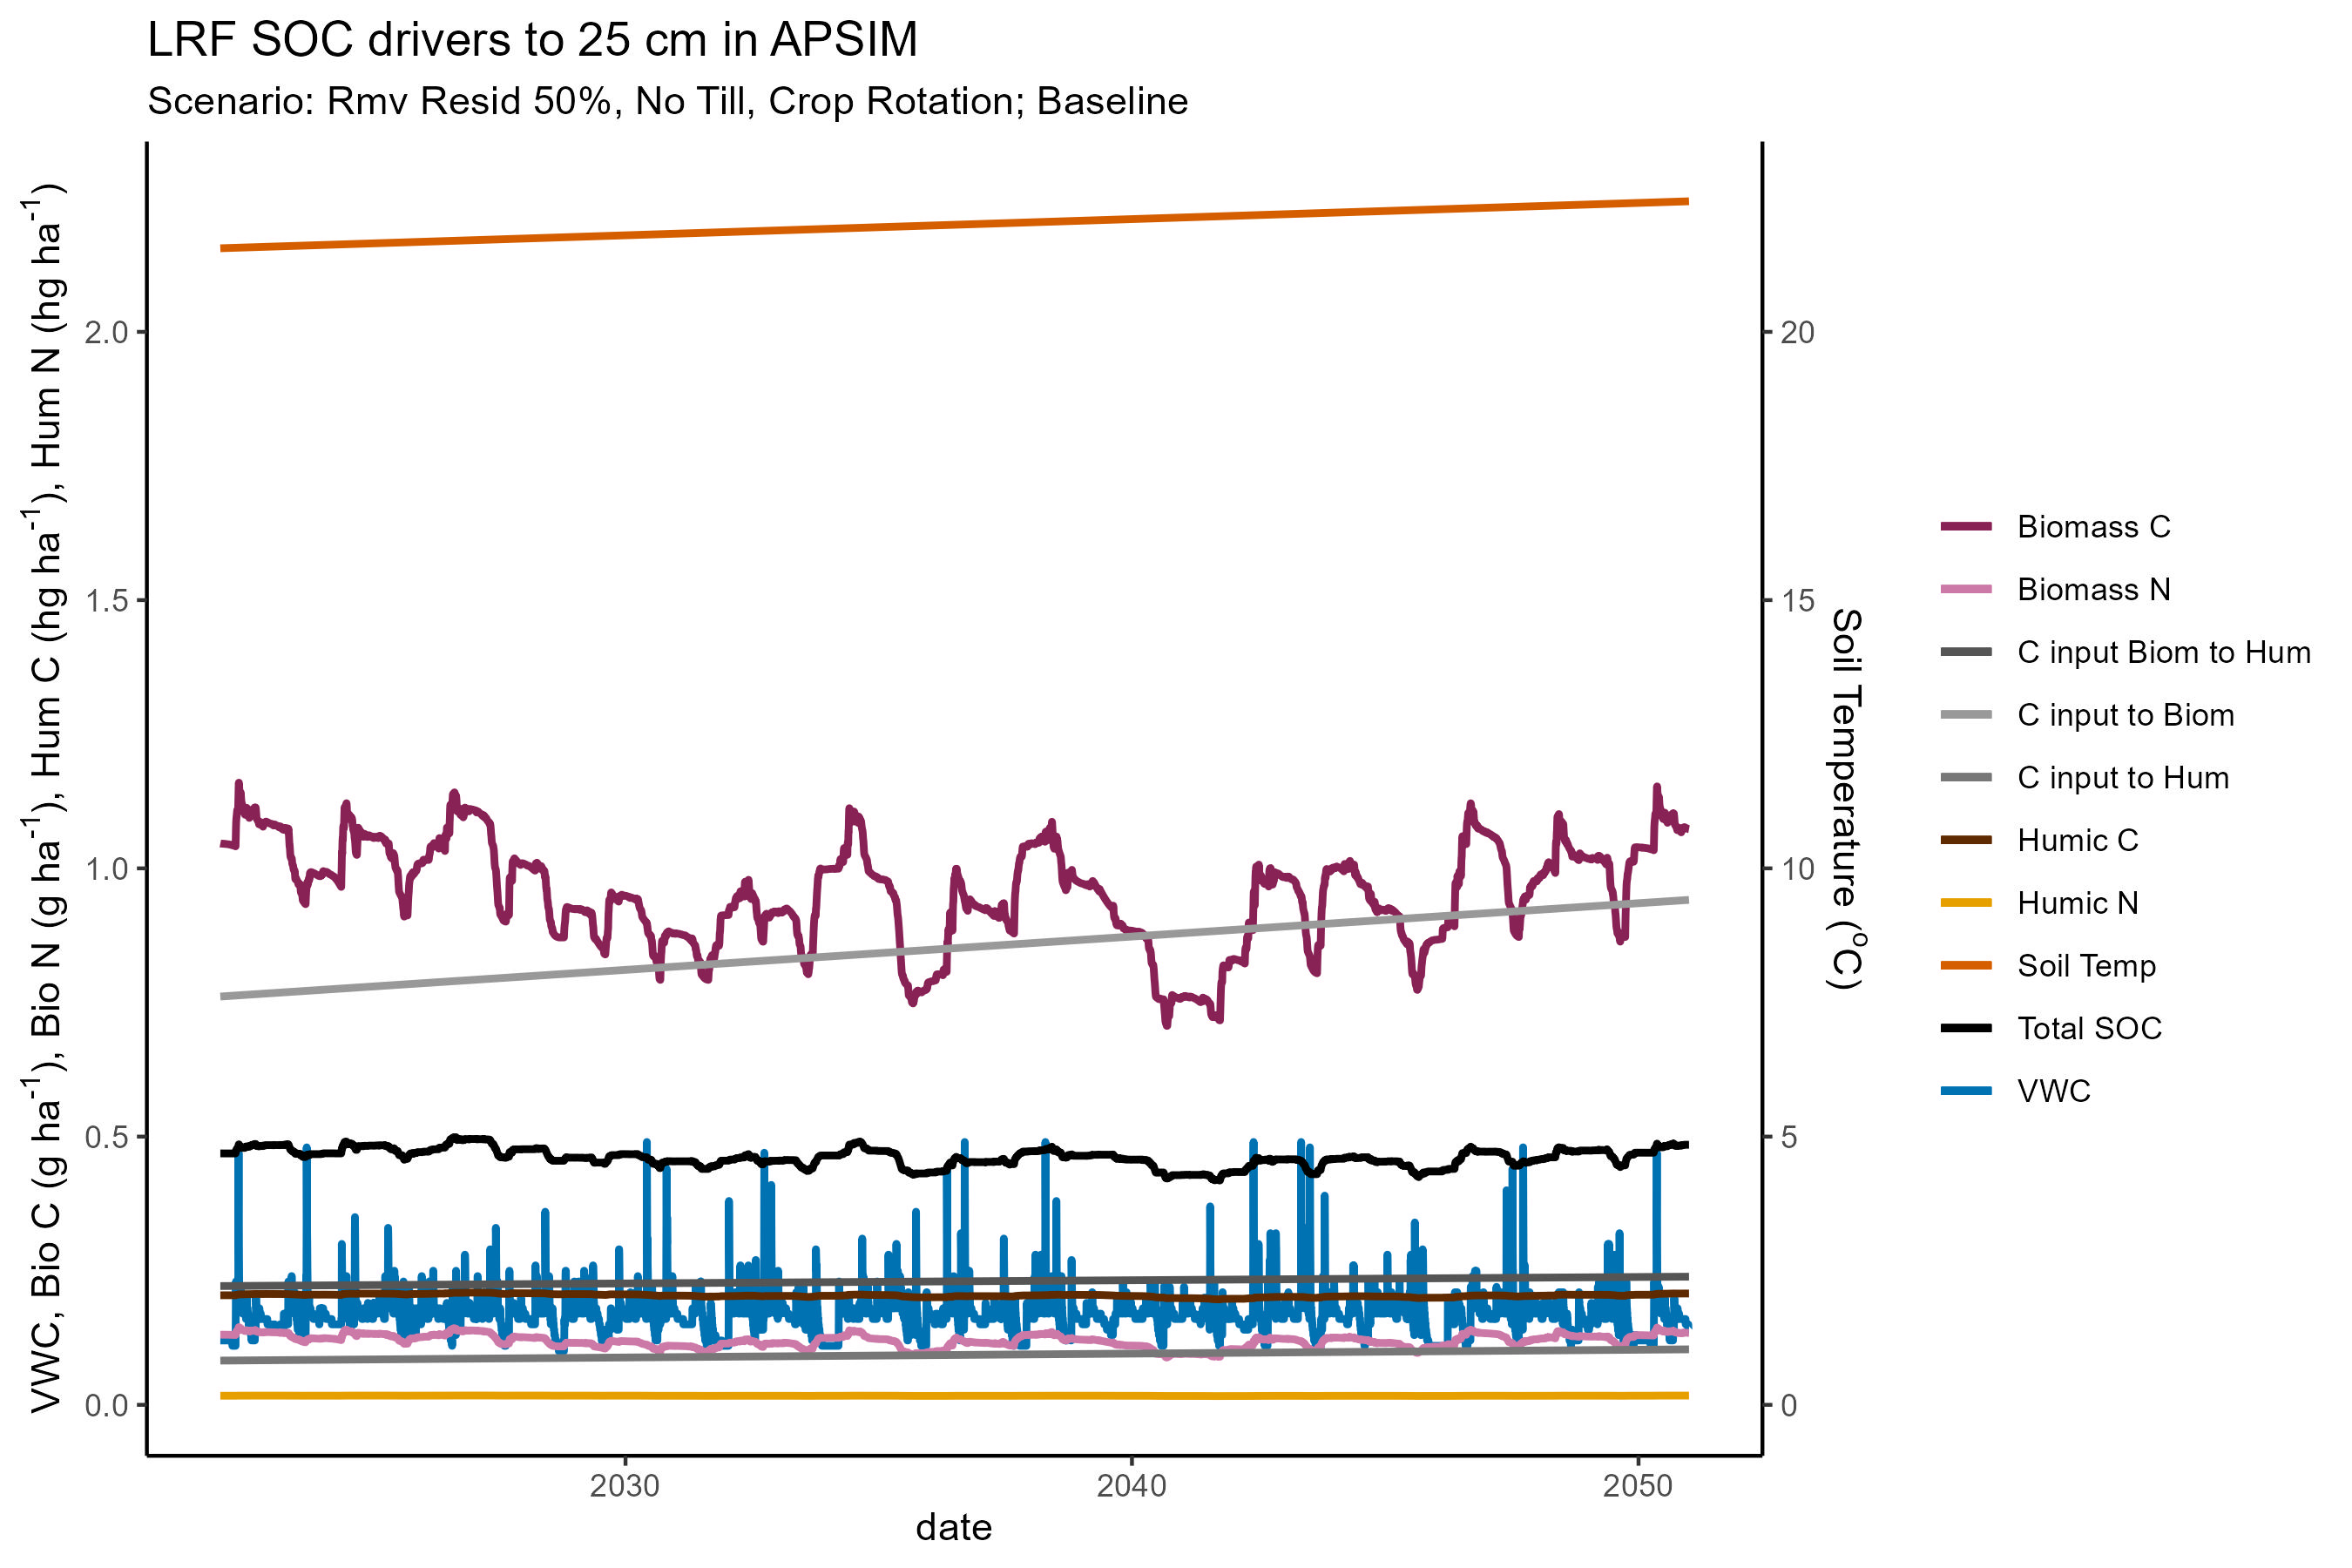 LRF SOC drivers to 25 cm in APSIM
Scenario: Rmv Resid 50%, No Till, Crop Rotation; Baseline
VWC, Bio C (g ha⁻¹), Bio N (g ha⁻¹), Hum C (hg ha⁻¹), Hum N (hg ha⁻¹)
2.0
1.5
1.0
0.5
0.0
20
15
10
5
0
Soil Temperature (⁰C)
2030
2040
2050
date
Biomass C
Biomass N
C input Biom to Hum
C input to Biom
C input to Hum
Humic C
Humic N
Soil Temp
Total SOC
VWC